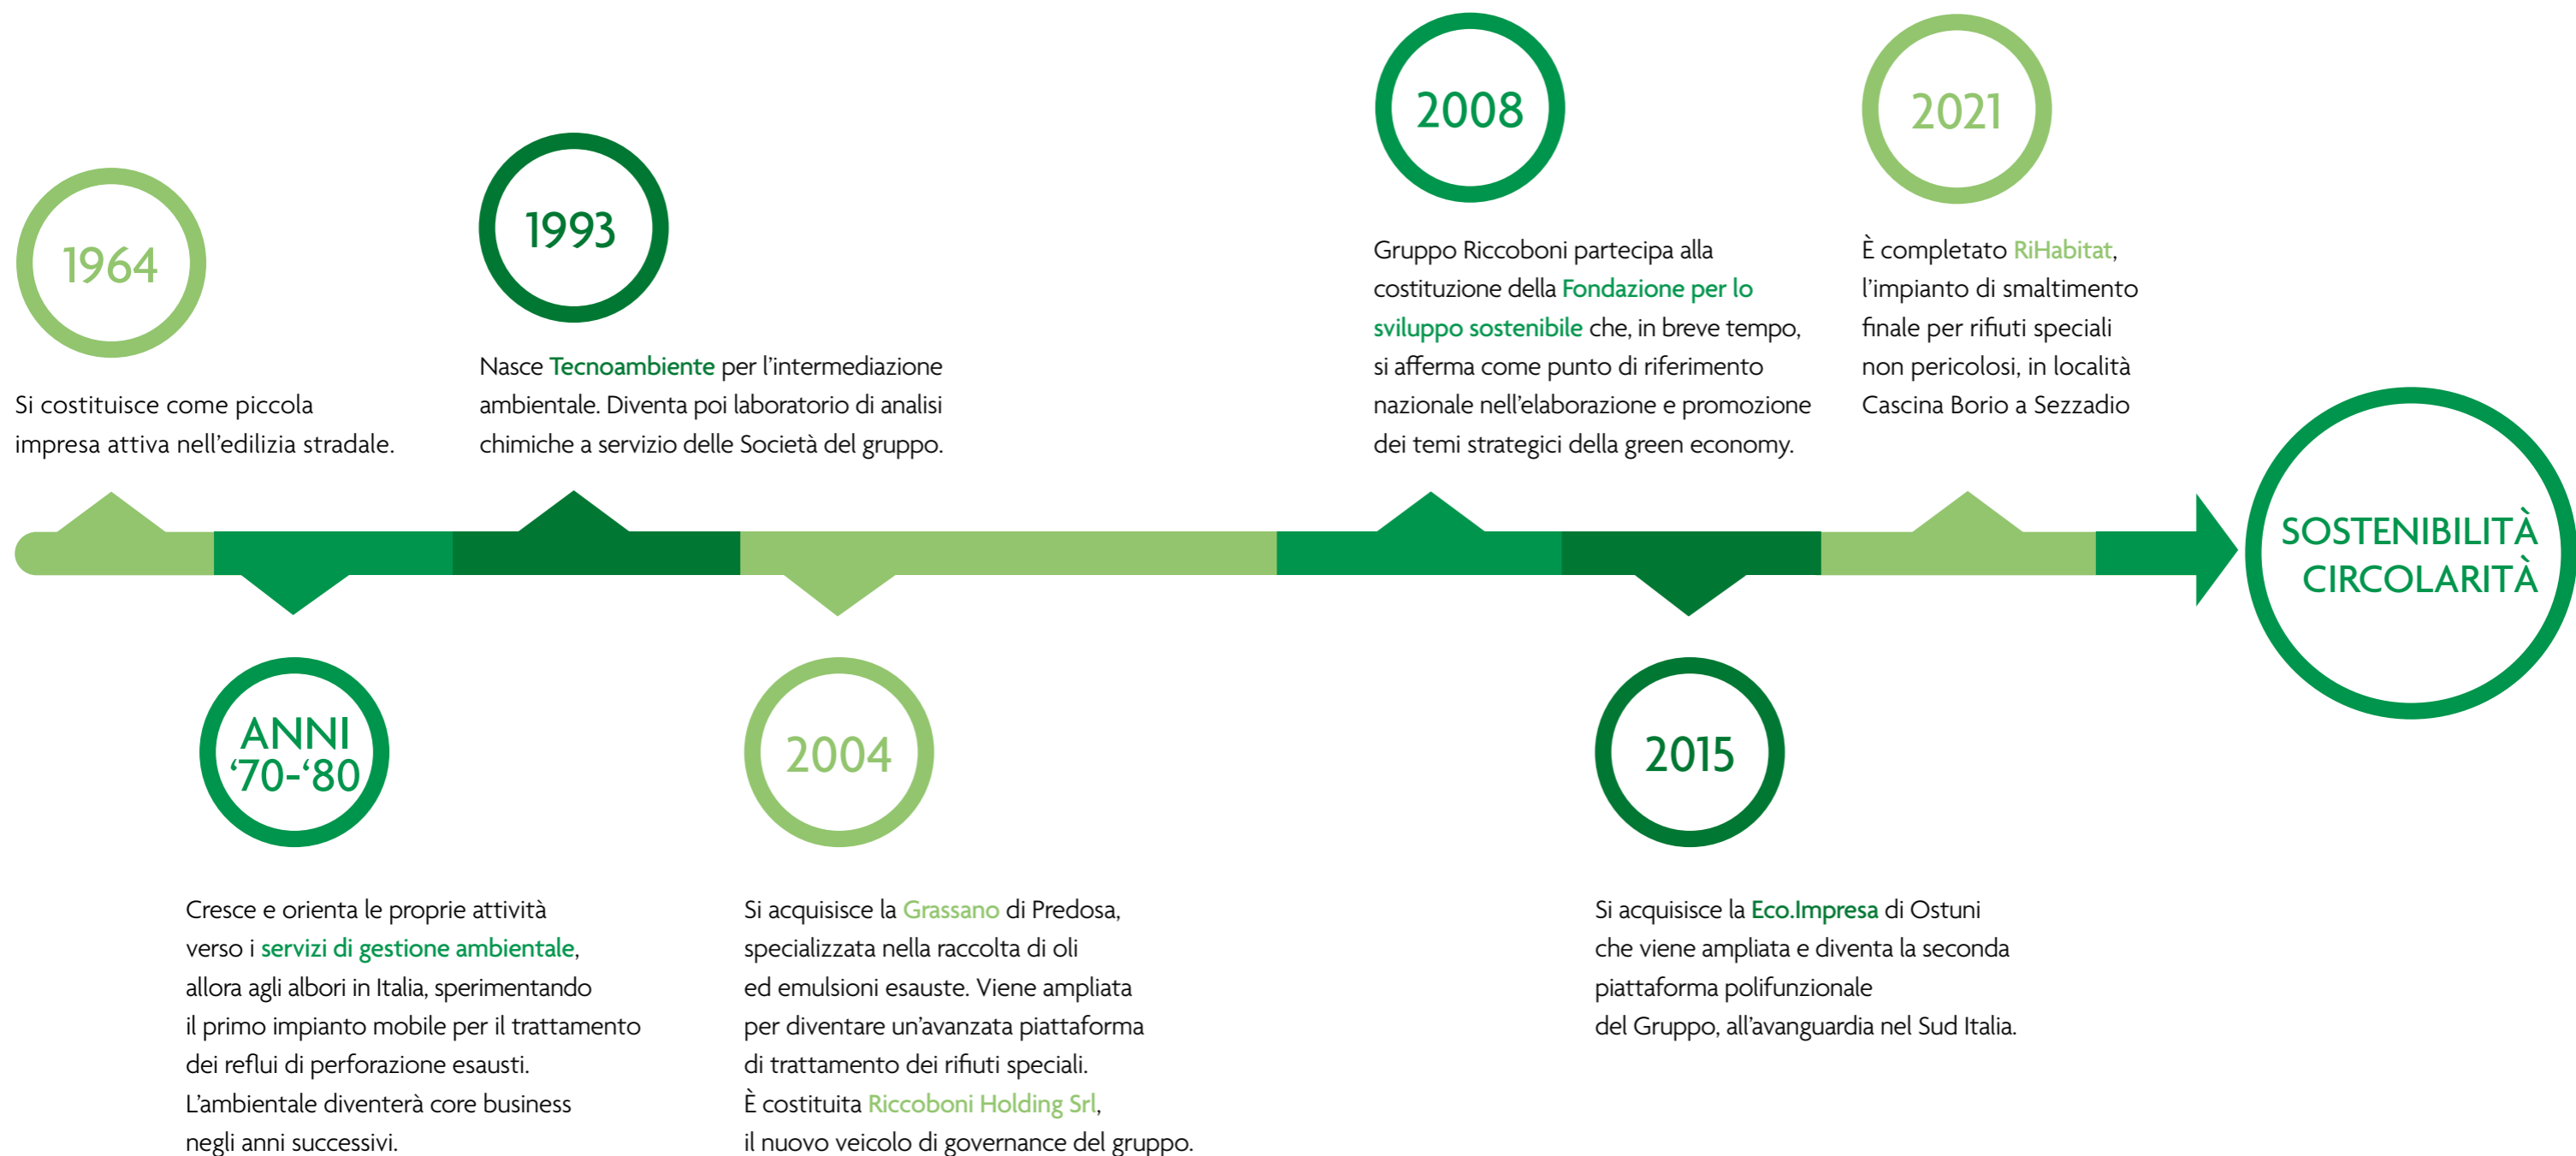 1964
Si costituisce come piccola
impresa attiva nell'edilizia stradale.
ANNI
‘70-‘80
Cresce e orienta le proprie attività
verso i servizi di gestione ambientale,
allora agli albori in Italia, sperimentando
il primo impianto mobile per il trattamento
dei reflui di perforazione esausti.
L'ambientale diventerà core business
negli anni successivi.
1993
Nasce Tecnoambiente per l'intermediazione
ambientale. Diventa poi laboratorio di analisi
chimiche a servizio delle Società del gruppo.
2004
Si acquisisce la Grassano di Predosa,
specializzata nella raccolta di oli
ed emulsioni esauste. Viene ampliata
per diventare un'avanzata piattaforma
di trattamento dei rifiuti speciali.
È costituita Riccoboni Holding Srl,
il nuovo veicolo di governance del gruppo.
2008
Gruppo Riccoboni partecipa alla
costituzione della Fondazione per lo
sviluppo sostenibile che, in breve tempo,
si afferma come punto di riferimento
nazionale nell'elaborazione e promozione
dei temi strategici della green economy.
2015
Si acquisisce la Eco.Impresa di Ostuni
che viene ampliata e diventa la seconda
piattaforma polifunzionale
del Gruppo, all'avanguardia nel Sud Italia.
2021
È completato RiHabitat,
l'impianto di smaltimento
finale per rifiuti speciali
non pericolosi, in località
Cascina Borio a Sezzadio
SOSTENIBILITÀ
CIRCOLARITÀ